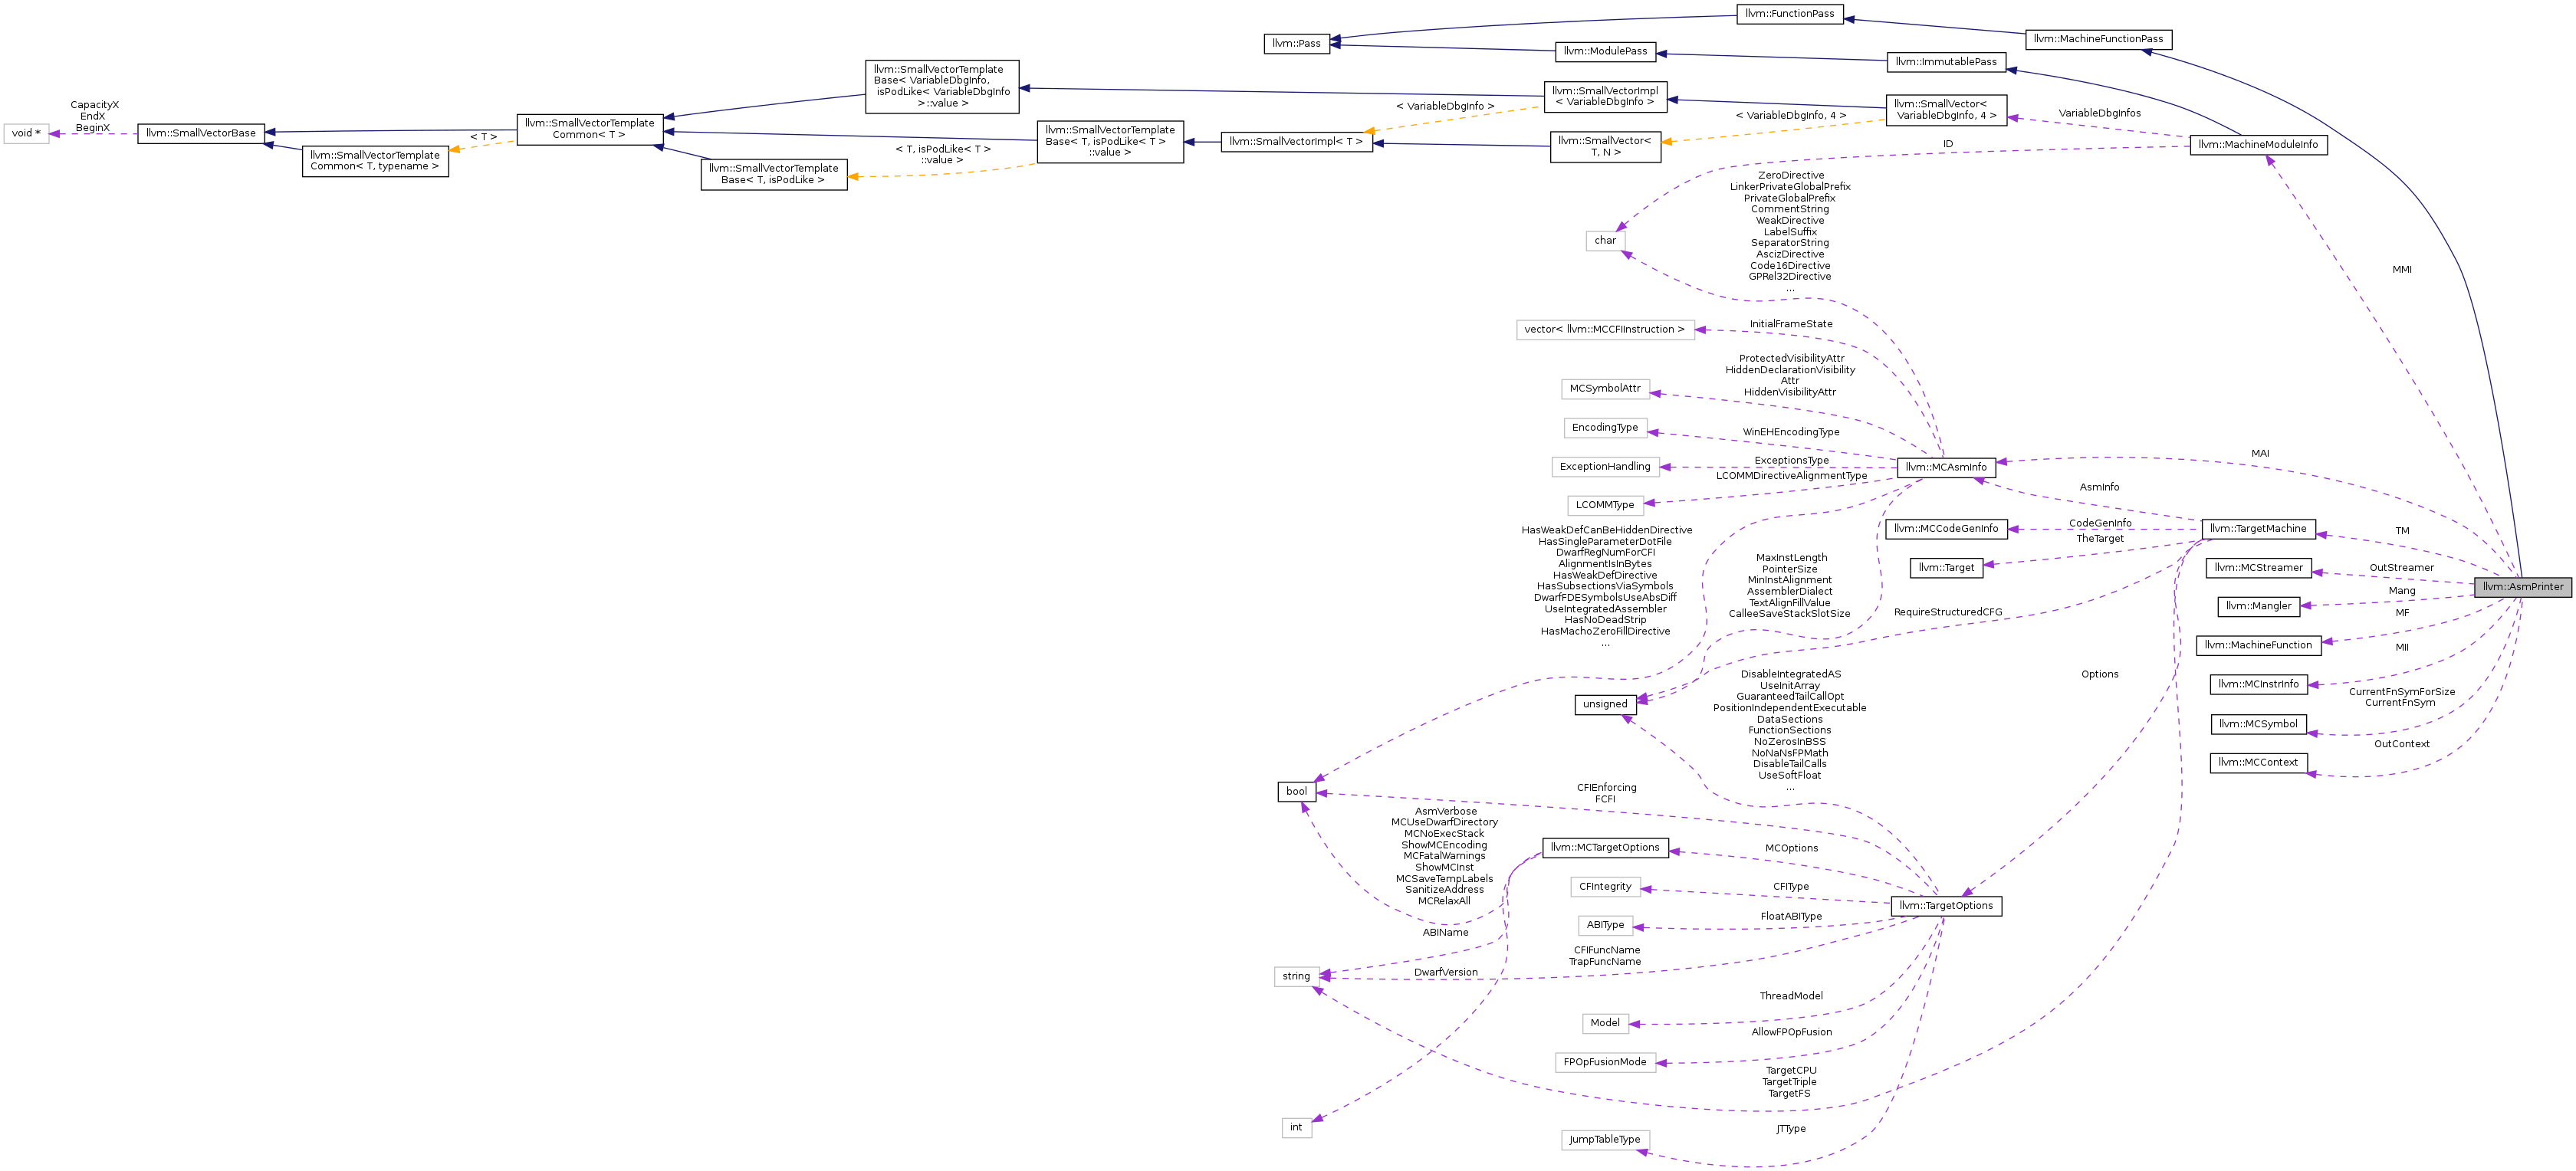 llvm::FunctionPass
llvm::Pass
llvm::MachineFunctionPass
llvm::ModulePass
llvm::ImmutablePass
llvm::SmallVectorTemplate
Base< VariableDbgInfo,
isPodLike< VariableDbgInfo
>::value >
llvm::SmallVectorImpl
< VariableDbgInfo >
< VariableDbgInfo >
llvm::SmallVector<
VariableDbgInfo, 4 >
< VariableDbgInfo, 4 >
VariableDbgInfos
CapacityX
EndX
BeginX
void *
llvm::SmallVectorBase
llvm::SmallVectorTemplate
Common< T >
< T >
llvm::SmallVectorTemplate
Common< T, typename >
llvm::SmallVectorTemplate
Base< T, isPodLike< T >
::value >
< T, isPodLike< T >
::value >
llvm::SmallVectorTemplate
Base< T, isPodLike >
llvm::SmallVectorImpl< T >
llvm::SmallVector<
T, N >
ID
llvm::MachineModuleInfo
ZeroDirective
LinkerPrivateGlobalPrefix
PrivateGlobalPrefix
CommentString
WeakDirective
LabelSuffix
SeparatorString
AscizDirective
Code16Directive
GPRel32Directive
...
char
MMI
vector< llvm::MCCFIInstruction >
InitialFrameState
MCSymbolAttr
ProtectedVisibilityAttr
HiddenDeclarationVisibility
Attr
HiddenVisibilityAttr
EncodingType
WinEHEncodingType
ExceptionHandling
ExceptionsType
LCOMMType
LCOMMDirectiveAlignmentType
llvm::MCAsmInfo
MAI
AsmInfo
llvm::MCCodeGenInfo
CodeGenInfo
TheTarget
llvm::Target
llvm::TargetMachine
TM
llvm::MCStreamer
OutStreamer
llvm::AsmPrinter
llvm::Mangler
Mang
llvm::MachineFunction
MF
llvm::MCInstrInfo
MII
llvm::MCSymbol
CurrentFnSymForSize
CurrentFnSym
llvm::MCContext
OutContext
HasWeakDefCanBeHiddenDirective
HasSingleParameterDotFile
DwarfRegNumForCFI
AlignmentIsInBytes
HasWeakDefDirective
HasSubsectionsViaSymbols
DwarfFDESymbolsUseAbsDiff
UseIntegratedAssembler
HasNoDeadStrip
HasMachoZeroFillDirective
...
MaxInstLength
PointerSize
MinInstAlignment
AssemblerDialect
TextAlignFillValue
CalleeSaveStackSlotSize
RequireStructuredCFG
Options
unsigned
DisableIntegratedAS
UseInitArray
GuaranteedTailCallOpt
PositionIndependentExecutable
DataSections
FunctionSections
NoZerosInBSS
NoNaNsFPMath
DisableTailCalls
UseSoftFloat
...
bool
CFIEnforcing
FCFI
AsmVerbose
MCUseDwarfDirectory
MCNoExecStack
ShowMCEncoding
MCFatalWarnings
ShowMCInst
MCSaveTempLabels
SanitizeAddress
MCRelaxAll
llvm::MCTargetOptions
MCOptions
CFIntegrity
CFIType
llvm::TargetOptions
ABIType
FloatABIType
ABIName
CFIFuncName
TrapFuncName
string
DwarfVersion
Model
ThreadModel
FPOpFusionMode
AllowFPOpFusion
TargetCPU
TargetTriple
TargetFS
int
JumpTableType
JTType